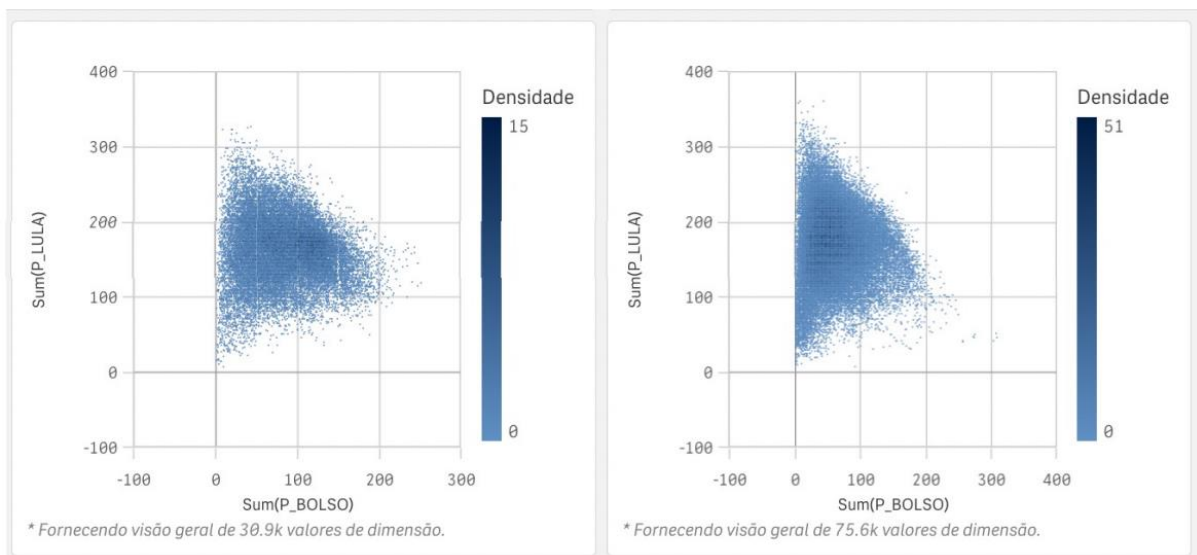 400
300
200
100
0
-100
Sum(P_LULA)
-100 0 100 200 300
Sum(P_BOLSO)
Densidade
15
0
* Fornecendo visão geral de 30.9k valores de dimensão.
400
300
200
100
0
-100
Sum(P_LULA)
-100 0 100 200 300 400
Sum(P_BOLSO)
Densidade
51
0
* Fornecendo visão geral de 75.6k valores de dimensão.